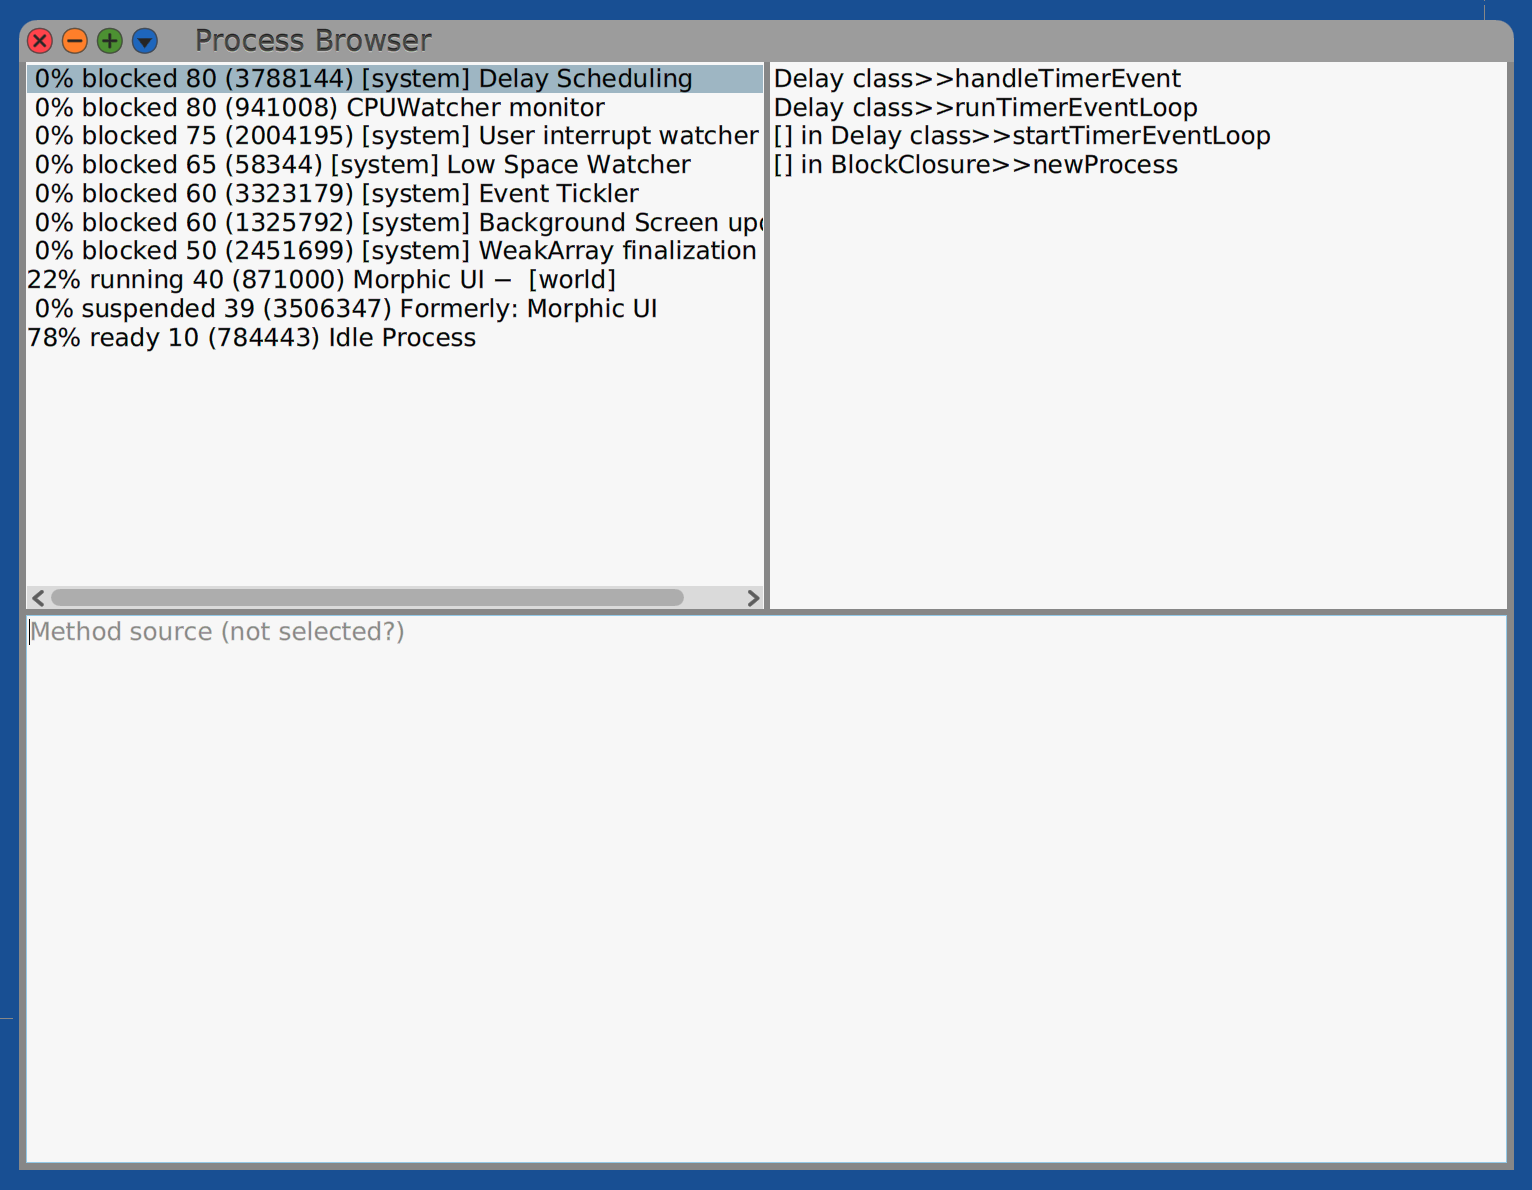 Process Browser
0% blocked 80 (3788144) [system] Delay Scheduling
0% blocked 80 (941008) CPUWatcher monitor
0% blocked 75 (2004195) [system] User interrupt watcher
0% blocked 65 (58344) [system] Low Space Watcher
0% blocked 60 (3323179) [system] Event Tickler
0% blocked 60 (1325792) [system] Background Screen
0% blocked 50 (2451699) [system] WeakArray finalization
22% running 40 (871000) Morphic UI −  [world]
0% suspended 39 (3506347) Formerly: Morphic UI
78% ready 10 (784443) Idle Process
Delay class>>handleTimerEvent
Delay class>>runTimerEventLoop
[] in Delay class>>startTimerEventLoop
[] in BlockClosure>>newProcess
Method source (not selected?)